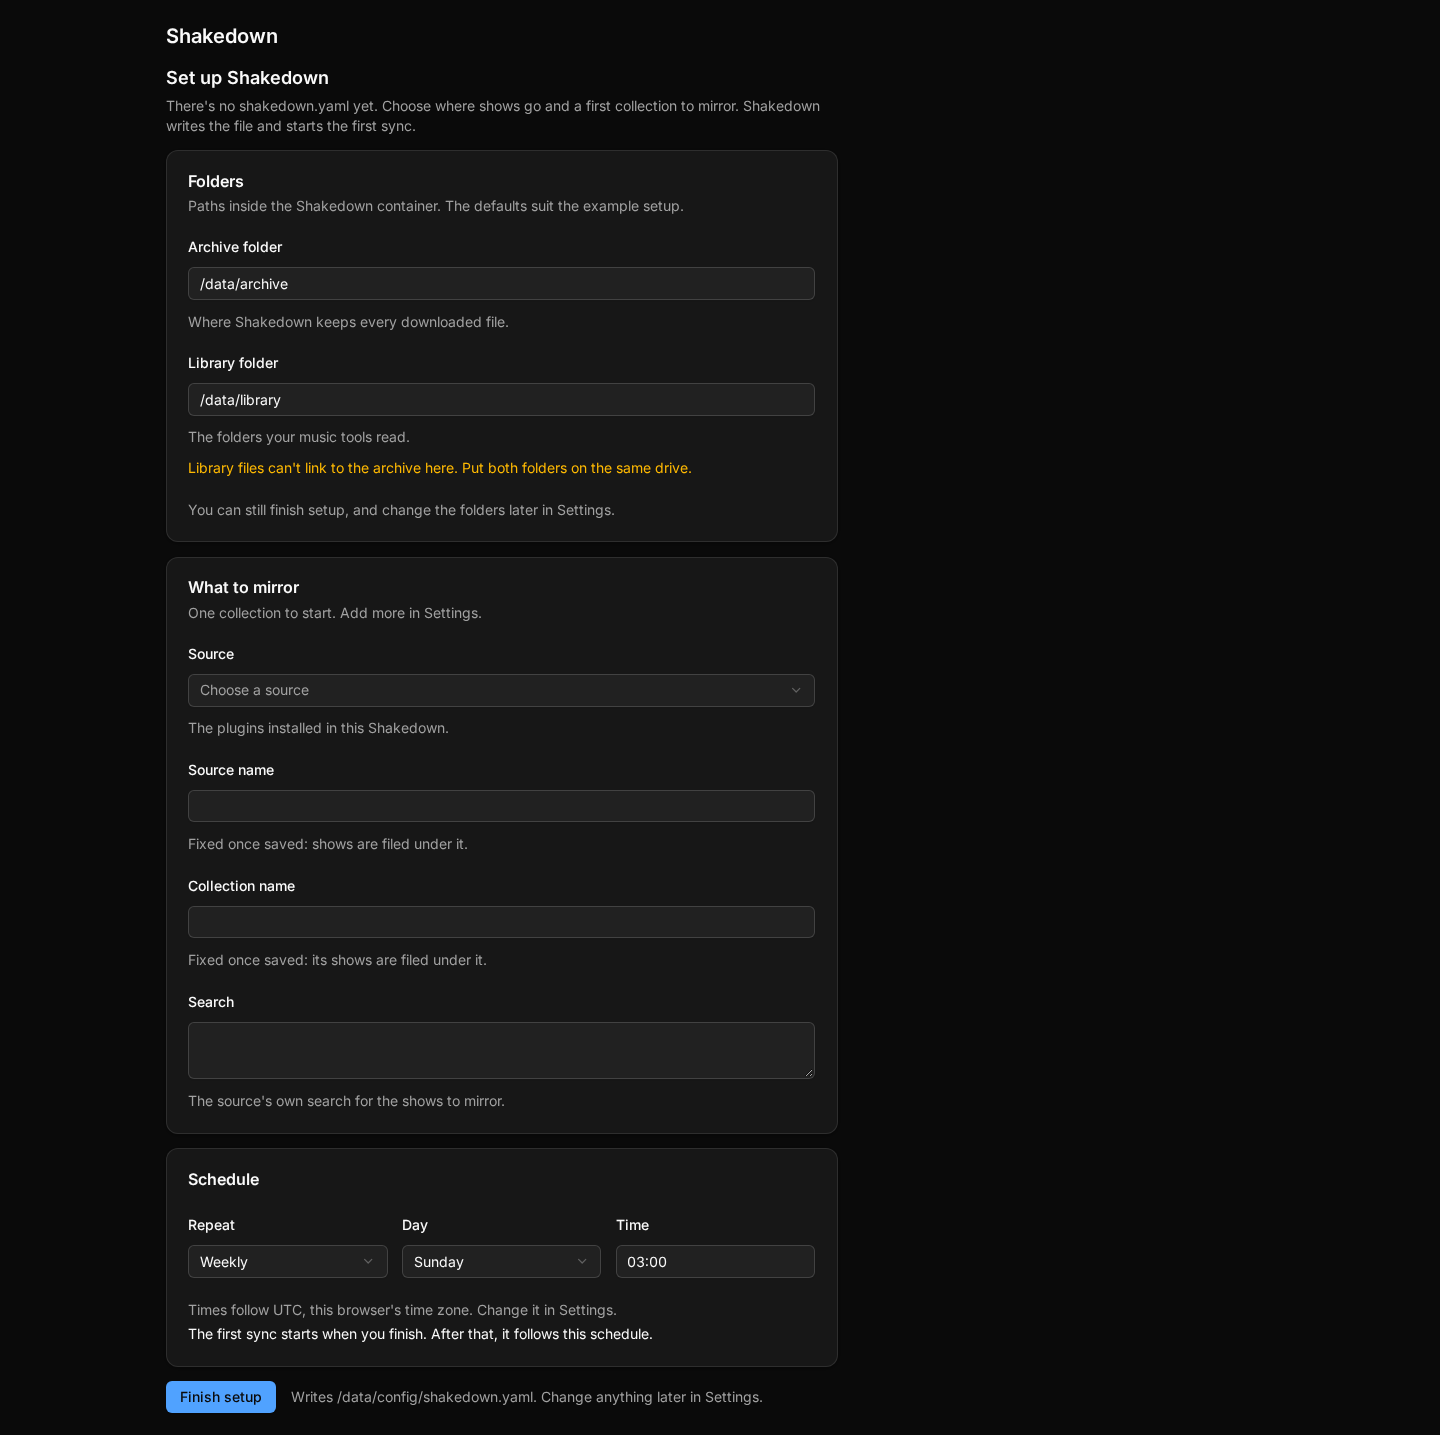 Shakedown
Set up Shakedown
There's no shakedown.yaml yet. Choose where shows go and a first collection to mirror. Shakedown
writes the file and starts the first sync.
Folders
Paths inside the Shakedown container. The defaults suit the example setup.
Archive folder
/data/archive
Where Shakedown keeps every downloaded file.
Library folder
/data/library
The folders your music tools read.
Library files can't link to the archive here. Put both folders on the same drive.
You can still finish setup, and change the folders later in Settings.
What to mirror
One collection to start. Add more in Settings.
Source
Choose a source
The plugins installed in this Shakedown.
Source name
Fixed once saved: shows are filed under it.
Collection name
Fixed once saved: its shows are filed under it.
Search
The source's own search for the shows to mirror.
Schedule
Repeat Day Time
Weekly Sunday 03:00
Times follow UTC, this browser's time zone. Change it in Settings.
The first sync starts when you finish. After that, it follows this schedule.
Finish setup Writes /data/config/shakedown.yaml. Change anything later in Settings.